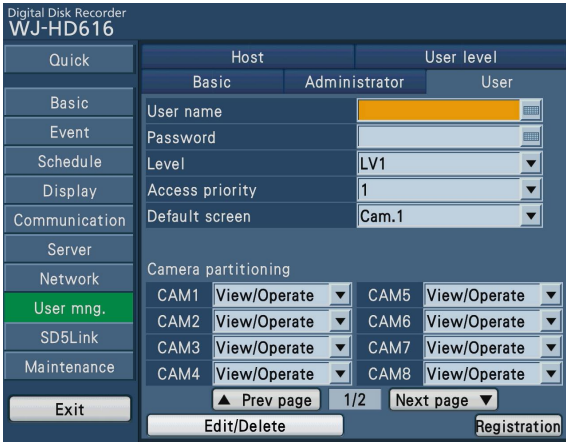 Digital Disk Recorder
WJ-HD616
Quick
Basic
Event
Schedule
Display
Communication
Server
Network
User mng.
SD5Link
Maintenance
Exit
Host User level
Basic Administrator User
User name
Password
Level LV1
Access priority 1
Default screen Cam.1
Camera partitioning
CAM1 View/Operate CAM5 View/Operate
CAM2 View/Operate CAM6 View/Operate
CAM3 View/Operate CAM7 View/Operate
CAM4 View/Operate CAM8 View/Operate
▲ Prev page 1/2 Next page ▼
Edit/Delete Registration